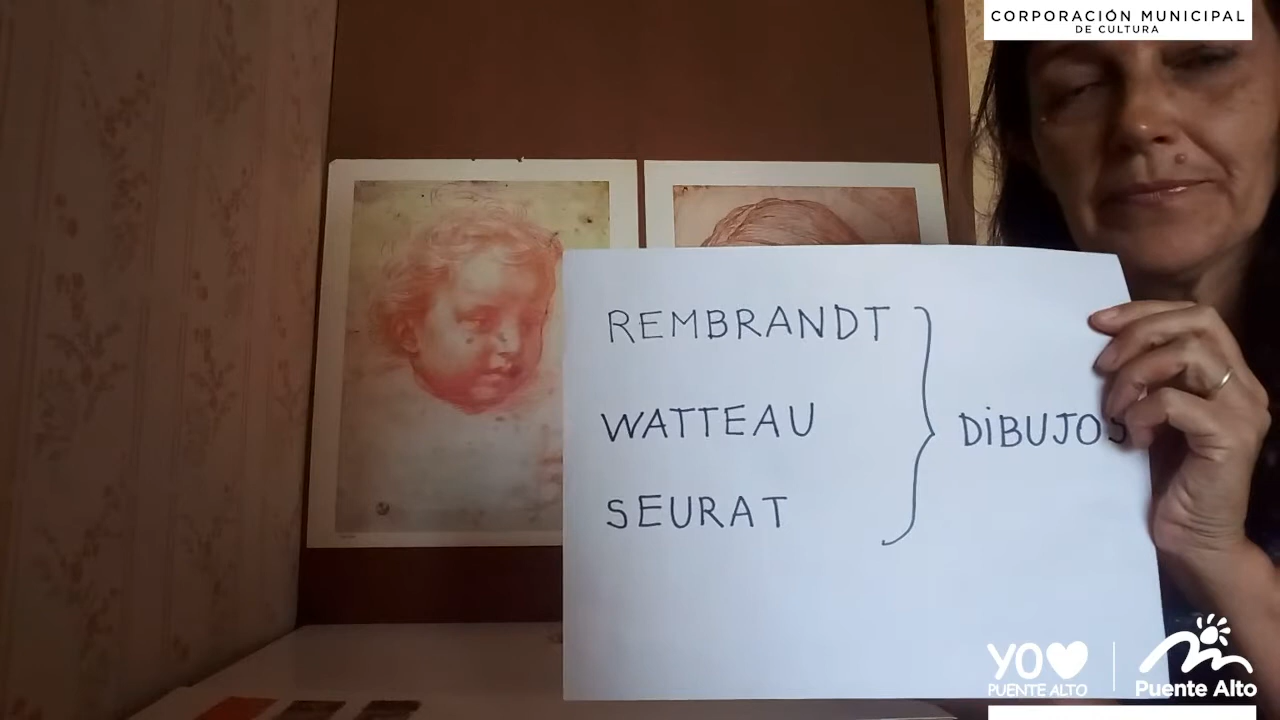 CORPORACIÓN MUNICIPAL
DE CULTURA
REMBRANDT
WATTEAU
SEURAT
DiBUJOS
YO
PUENTE ALTO
Puente Alto